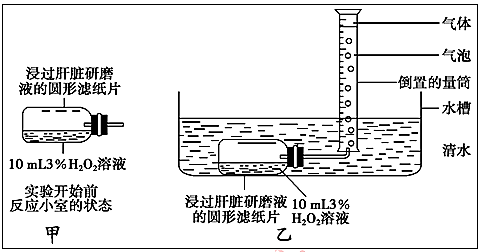 浸过肝脏研磨
液的圆形滤纸片
10 mL3%H₂O₂溶液
实验开始前
反应小室的状态
甲
气体
气泡
倒置的量筒
水槽
清水
浸过肝脏研磨液
的圆形滤纸片
10 mL3%
H₂O₂溶液
乙